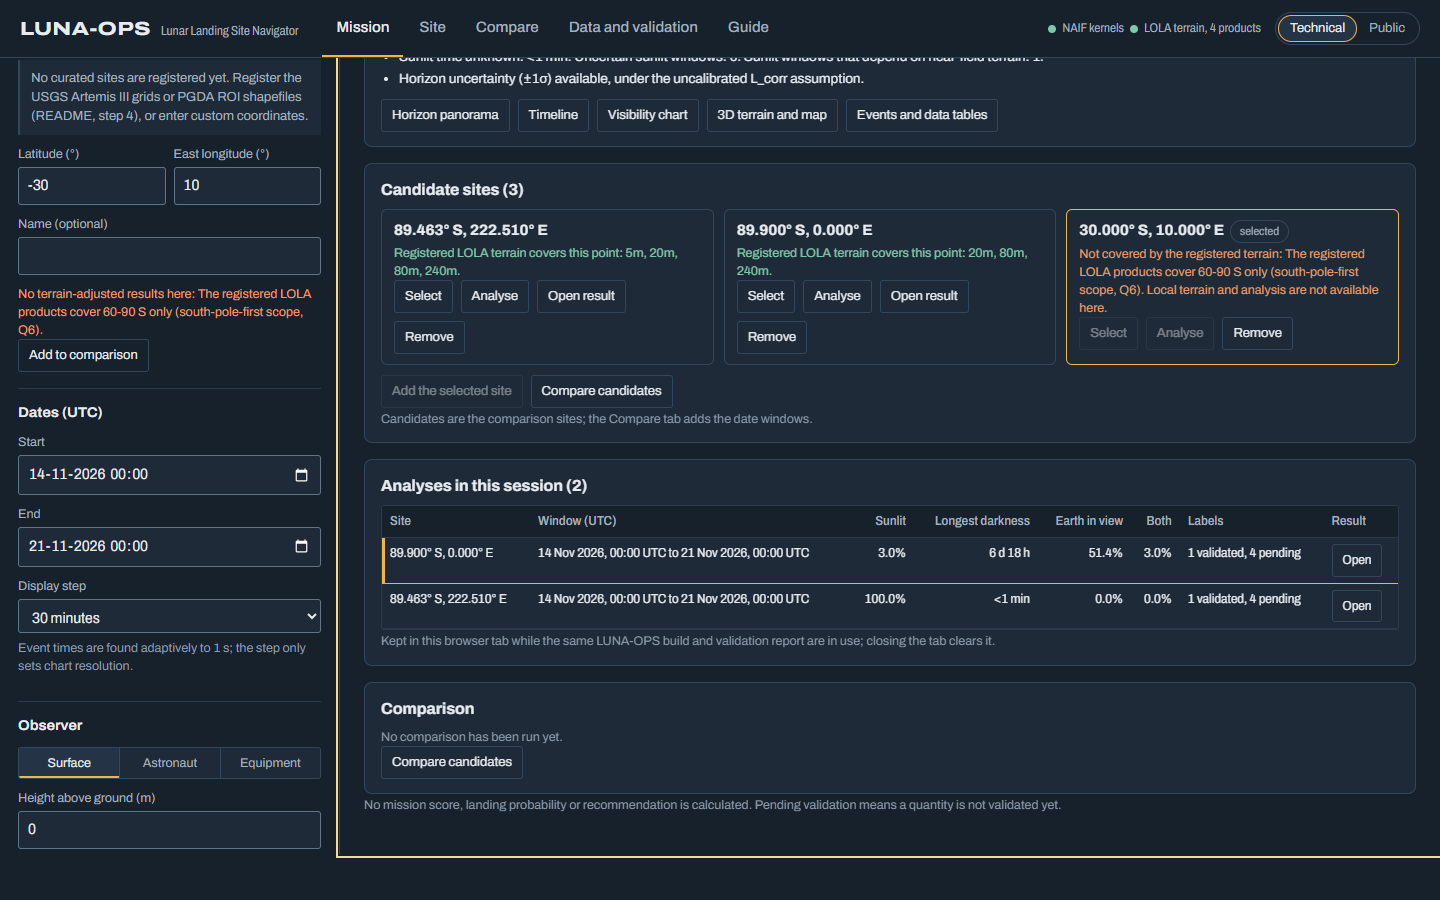 LUNA-OPS Lunar Landing Site Navigator
Mission Site Compare Data and validation Guide
NAIF kernels LOLA terrain, 4 products
Technical Public
No curated sites are registered yet. Register the
USGS Artemis III grids or PGDA ROI shapefiles
(README, step 4), or enter custom coordinates.
Latitude (°) East longitude (°)
-30 10
Name (optional)
No terrain-adjusted results here: The registered LOLA
products cover 60-90 S only (south-pole-first scope,
Q6).
Add to comparison
Dates (UTC)
Start
14-11-2026 00:00
End
21-11-2026 00:00
Display step
30 minutes
Event times are found adaptively to 1 s; the step only
sets chart resolution.
Observer
Surface Astronaut Equipment
Height above ground (m)
0
Sunlit time unknown: <1 min. Uncertain sunlit windows: 0. Sunlit windows that depend on near-field terrain: 1.
Horizon uncertainty (±1σ) available, under the uncalibrated L_corr assumption.
Horizon panorama Timeline Visibility chart 3D terrain and map Events and data tables
Candidate sites (3)
89.463° S, 222.510° E
Registered LOLA terrain covers this point: 5m, 20m,
80m, 240m.
Select Analyse Open result
Remove
89.900° S, 0.000° E
Registered LOLA terrain covers this point: 20m, 80m,
240m.
Select Analyse Open result
Remove
30.000° S, 10.000° E selected
Not covered by the registered terrain: The registered
LOLA products cover 60-90 S only (south-pole-first
scope, Q6). Local terrain and analysis are not available
here.
Select Analyse Remove
Add the selected site Compare candidates
Candidates are the comparison sites; the Compare tab adds the date windows.
Analyses in this session (2)
Site Window (UTC) Sunlit Longest darkness Earth in view Both Labels Result
89.900° S, 0.000° E 14 Nov 2026, 00:00 UTC to 21 Nov 2026, 00:00 UTC 3.0% 6 d 18 h 51.4% 3.0% 1 validated, 4 pending Open
89.463° S, 222.510° E 14 Nov 2026, 00:00 UTC to 21 Nov 2026, 00:00 UTC 100.0% <1 min 0.0% 0.0% 1 validated, 4 pending Open
Kept in this browser tab while the same LUNA-OPS build and validation report are in use; closing the tab clears it.
Comparison
No comparison has been run yet.
Compare candidates
No mission score, landing probability or recommendation is calculated. Pending validation means a quantity is not validated yet.